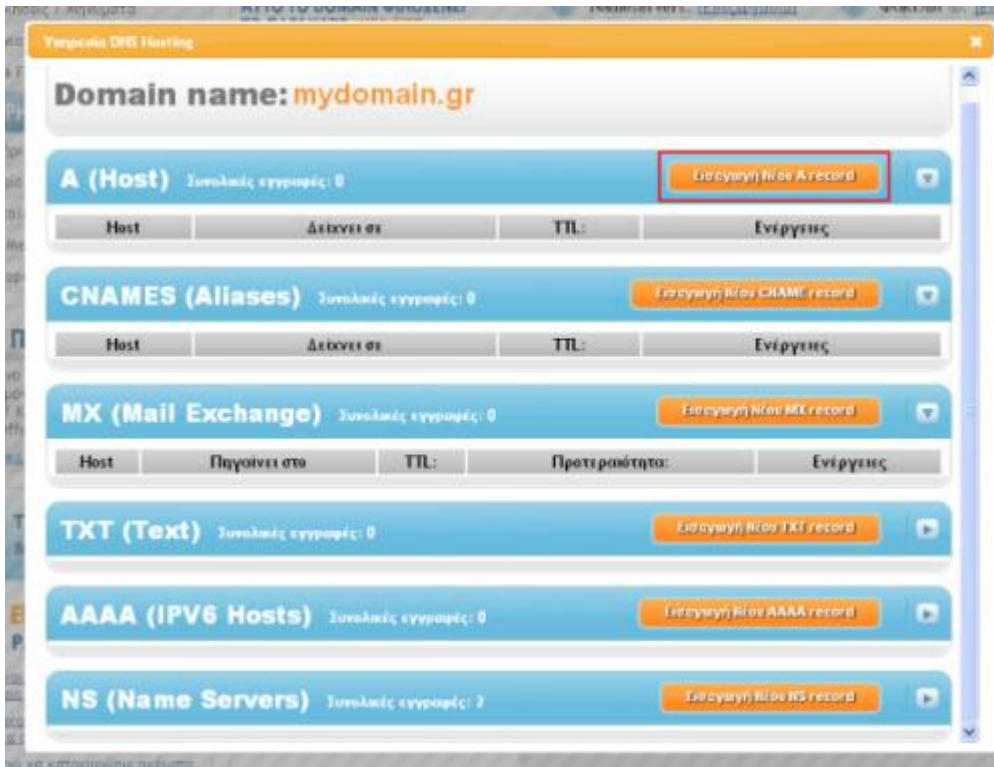 ΑΥΤΟ ΤΟ DOMAIN ΦΙΛΟΞΕΝΕΙ
Υπηρεσία DNS Hosting
Domain name: mydomain.gr
A (Host) Συνολικές εγγραφές: 0 Εισαγωγή Νέου A record
Host Δείχνει σε TTL: Ενέργειες
CNAMES (Aliases) Συνολικές εγγραφές: 0 Εισαγωγή Νέου CNAME record
Host Δείχνει σε TTL: Ενέργειες
MX (Mail Exchange) Συνολικές εγγραφές: 0 Εισαγωγή Νέου MX record
Host Πηγαίνει στο TTL: Προτεραιότητα: Ενέργειες
TXT (Text) Συνολικές εγγραφές: 0 Εισαγωγή Νέου TXT record
AAAA (IPV6 Hosts) Συνολικές εγγραφές: 0 Εισαγωγή Νέου AAAA record
NS (Name Servers) Συνολικές εγγραφές: 2 Εισαγωγή Νέου NS record